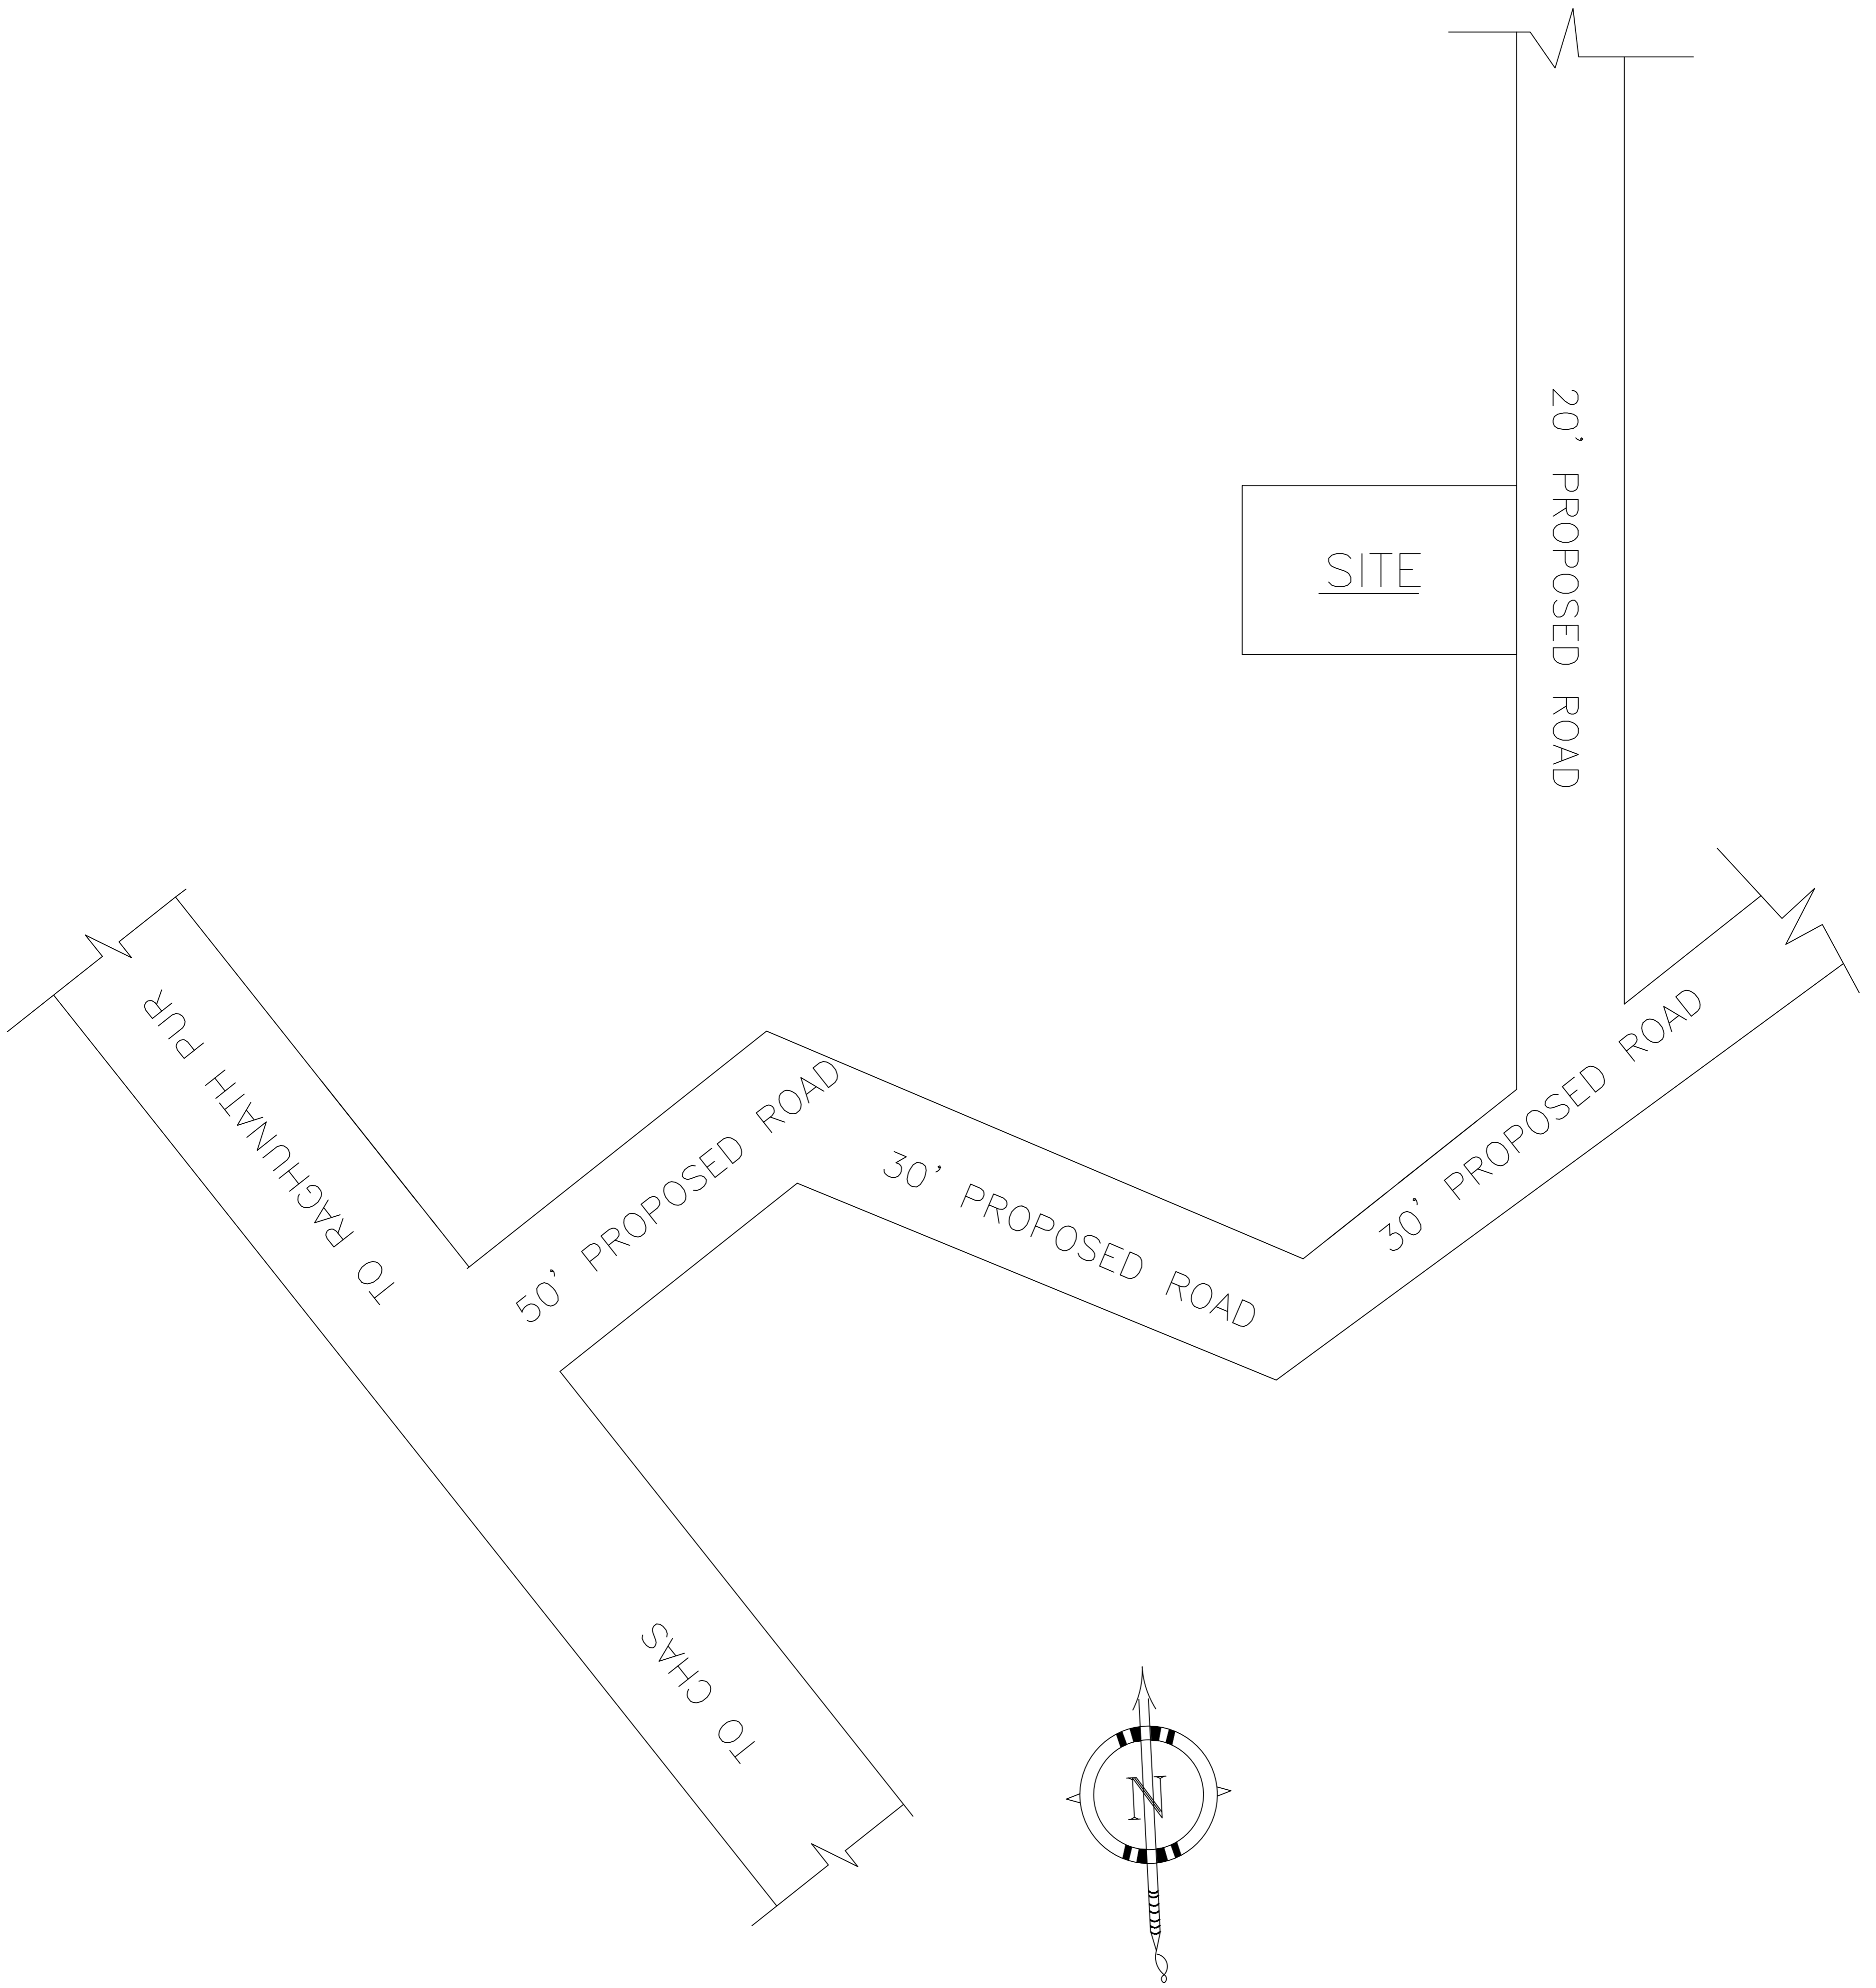 20' PROPOSED ROAD
SITE
TO RAGHUNATH PUR
50' PROPOSED ROAD
30' PROPOSED ROAD
30' PROPOSED ROAD
TO CHAS
N